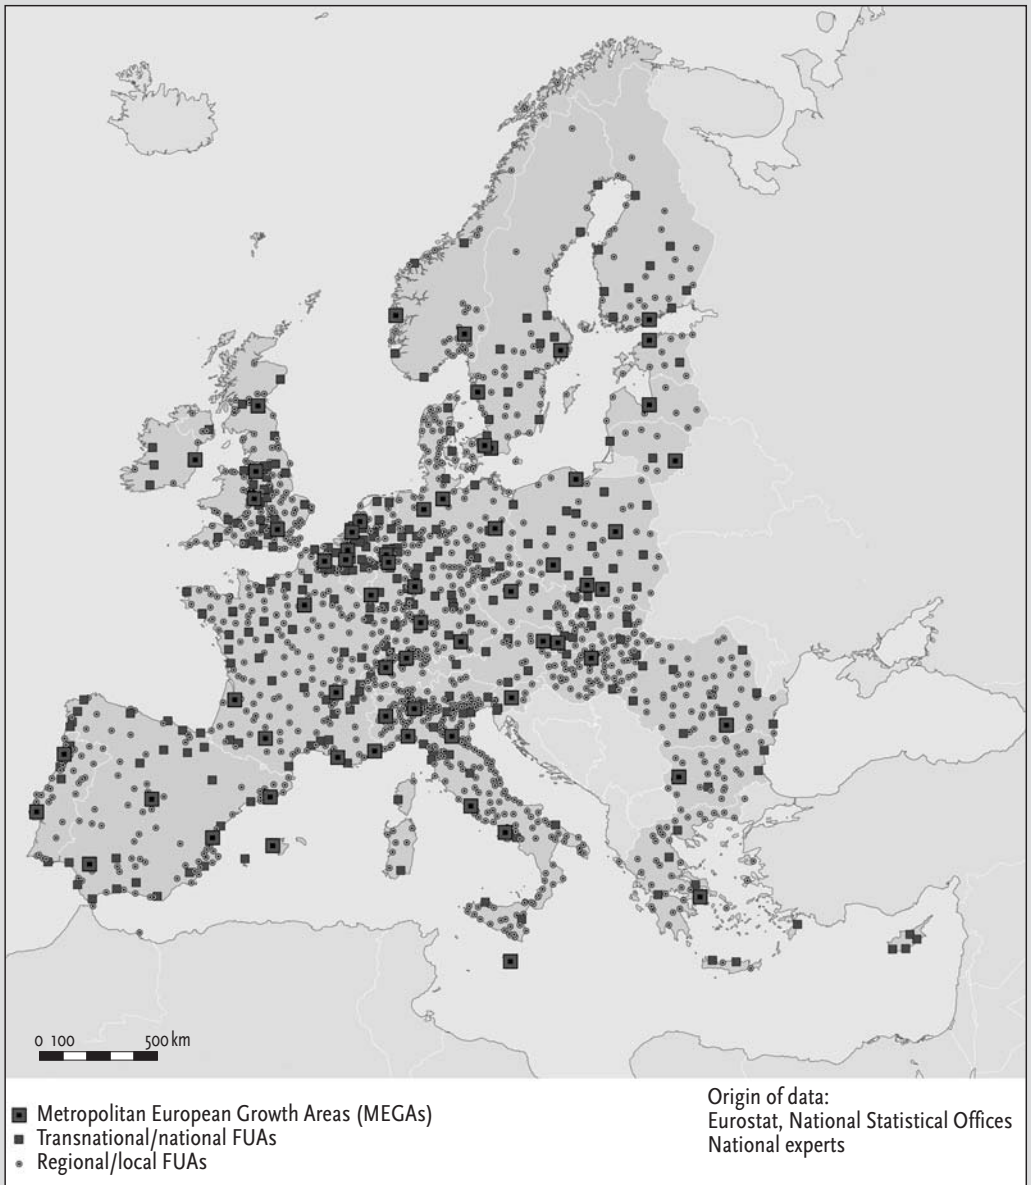 0 100 500 km
Metropolitan European Growth Areas (MEGAs)
Transnational/national FUAs
Regional/local FUAs
Origin of data:
Eurostat, National Statistical Offices
National experts